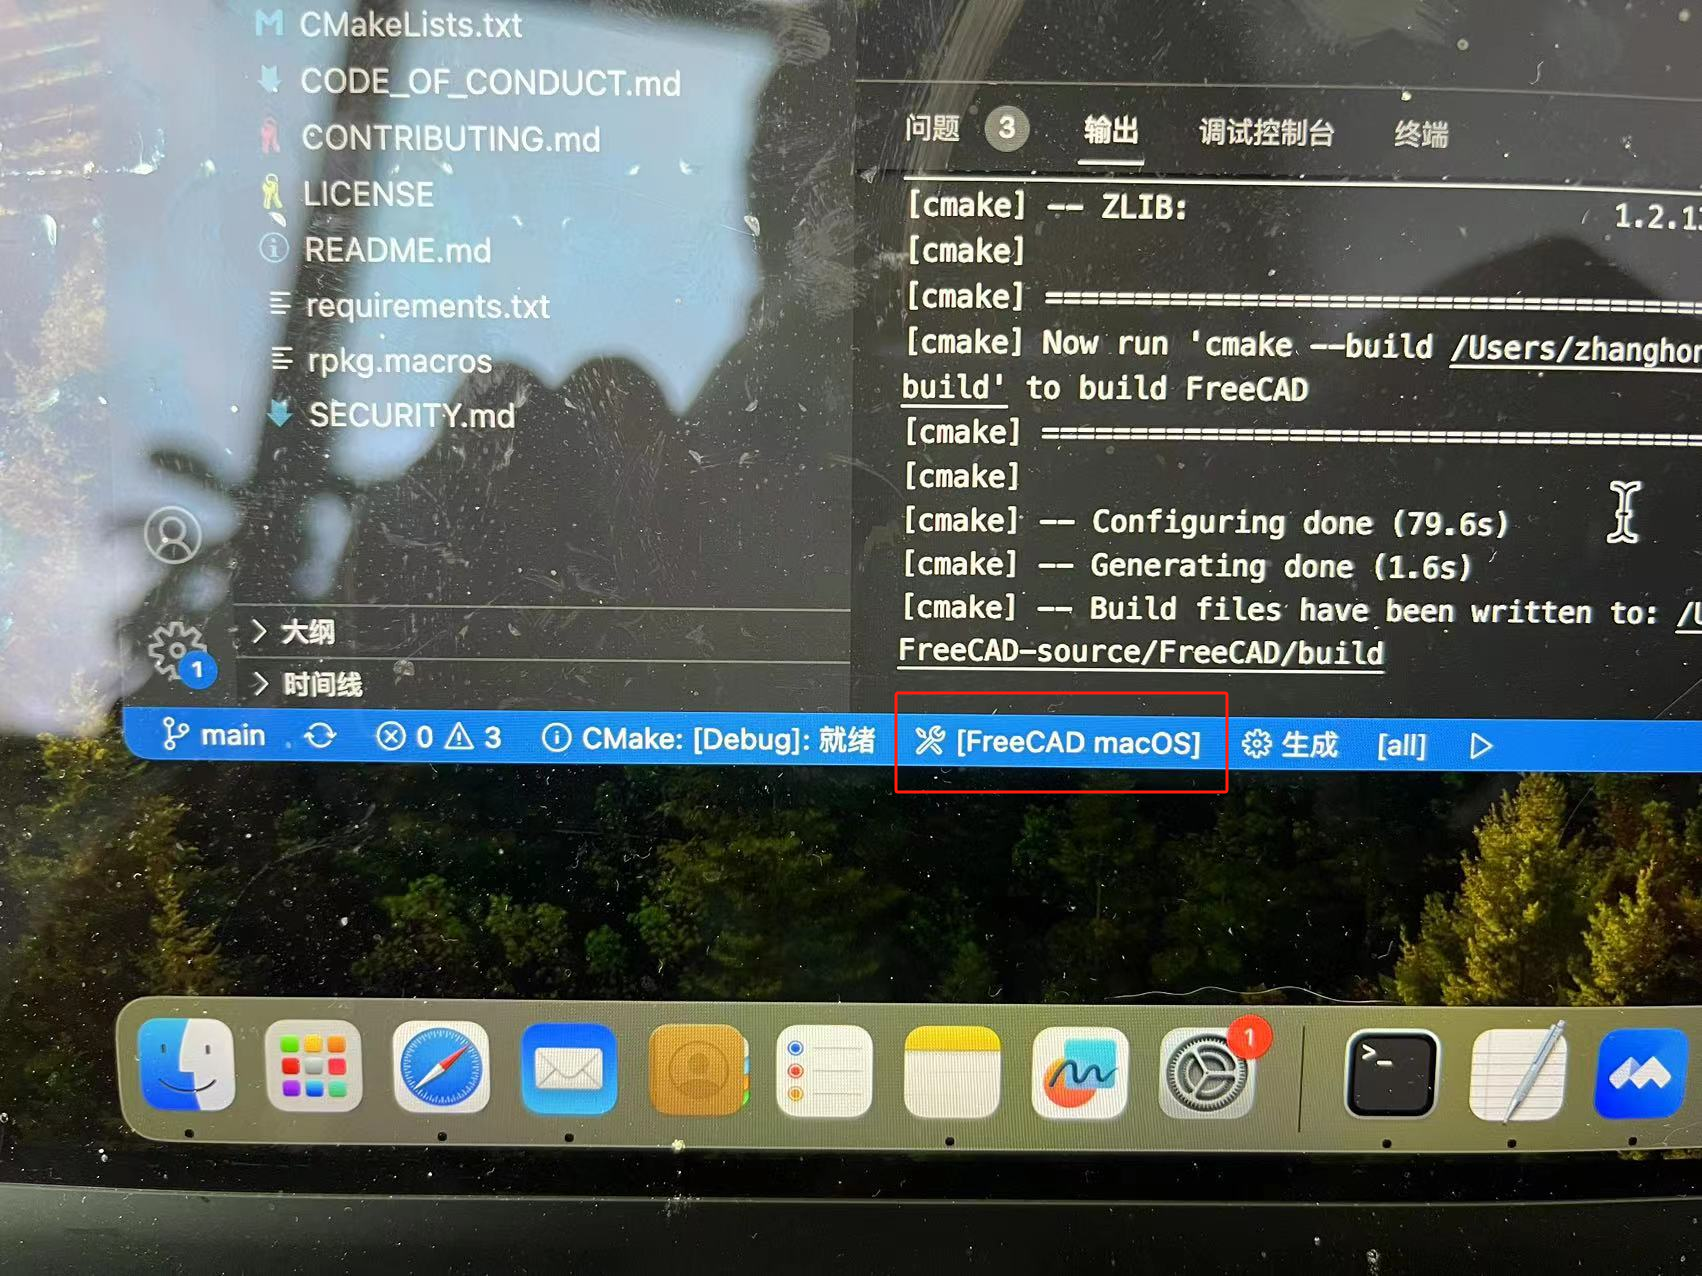 CMakeLists.txt
CODE_OF_CONDUCT.md
CONTRIBUTING.md
LICENSE
README.md
requirements.txt
rpkg.macros
SECURITY.md
大纲
1
时间线
问题 3 输出 调试控制台 终端
[cmake] -- ZLIB: 1.2.1
[cmake]
[cmake] ========================================
[cmake] Now run 'cmake --build /Users/zhanghon
build' to build FreeCAD
[cmake] ========================================
[cmake]
[cmake] -- Configuring done (79.6s)
[cmake] -- Generating done (1.6s)
[cmake] -- Build files have been written to: /U
FreeCAD-source/FreeCAD/build
main 0 3 CMake: [Debug]: 就绪 [FreeCAD macOS] 生成 [all]
1
>_